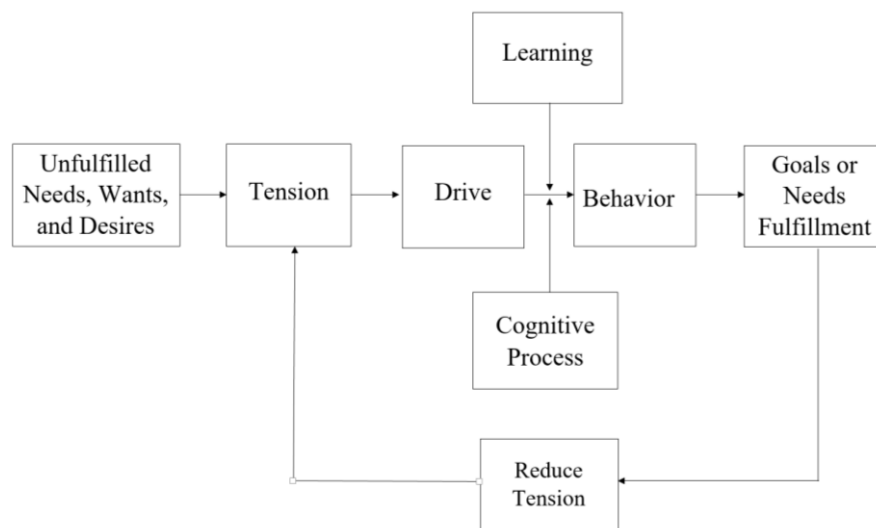 Learning
Unfulfilled
Needs, Wants,
and Desires
Tension
Drive
Behavior
Goals or
Needs
Fulfillment
Cognitive
Process
Reduce
Tension